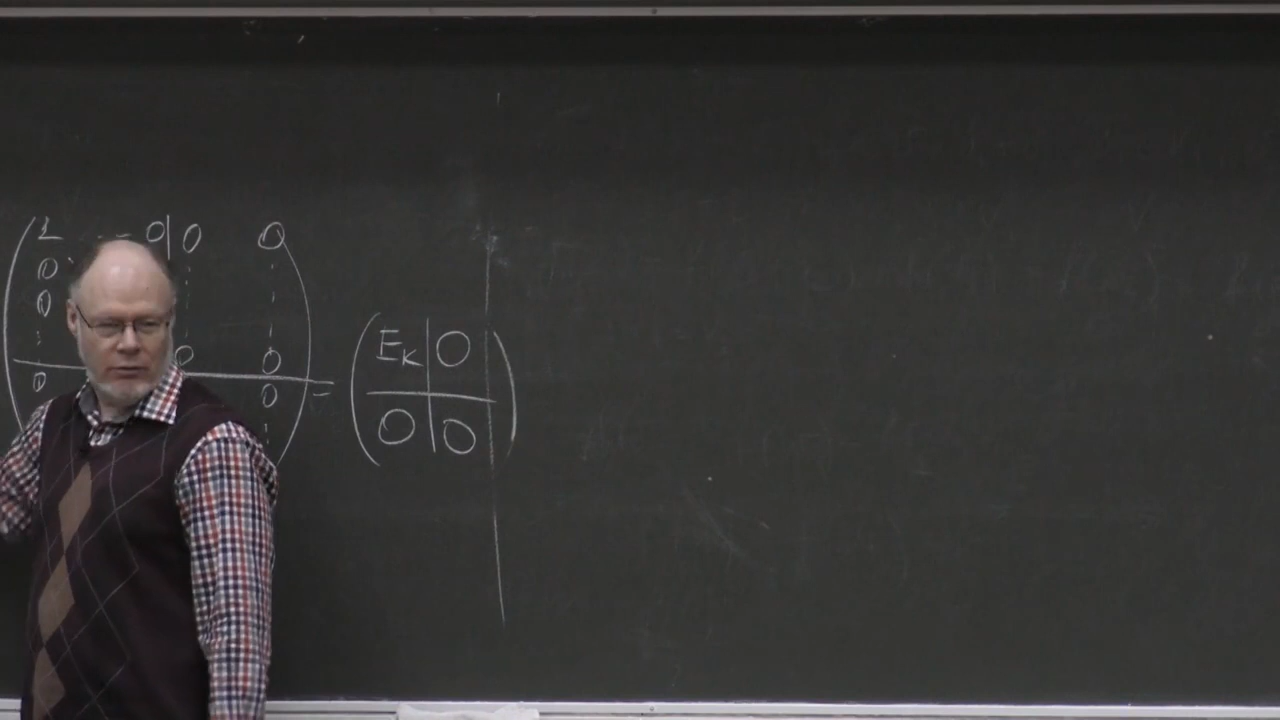 1 - - 0 | 0 0
0
0
0 0
0 0 = ( E_K | 0 )
( 0 | 0 )